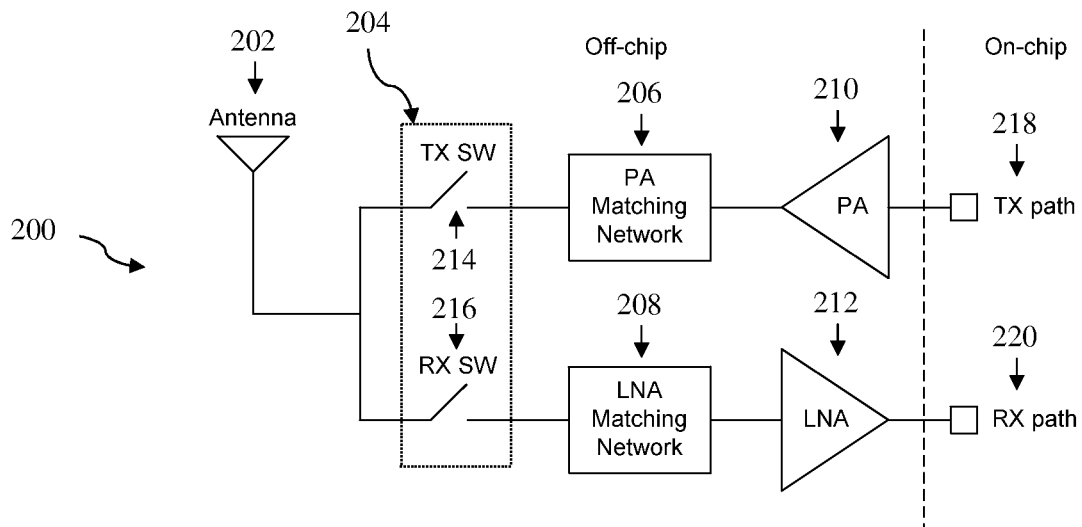 204
202
Off-chip
On-chip
206
210
218
Antenna
TX SW
PA
Matching
Network
PA
TX path
200
214
216
208
212
220
RX SW
LNA
Matching
Network
LNA
RX path